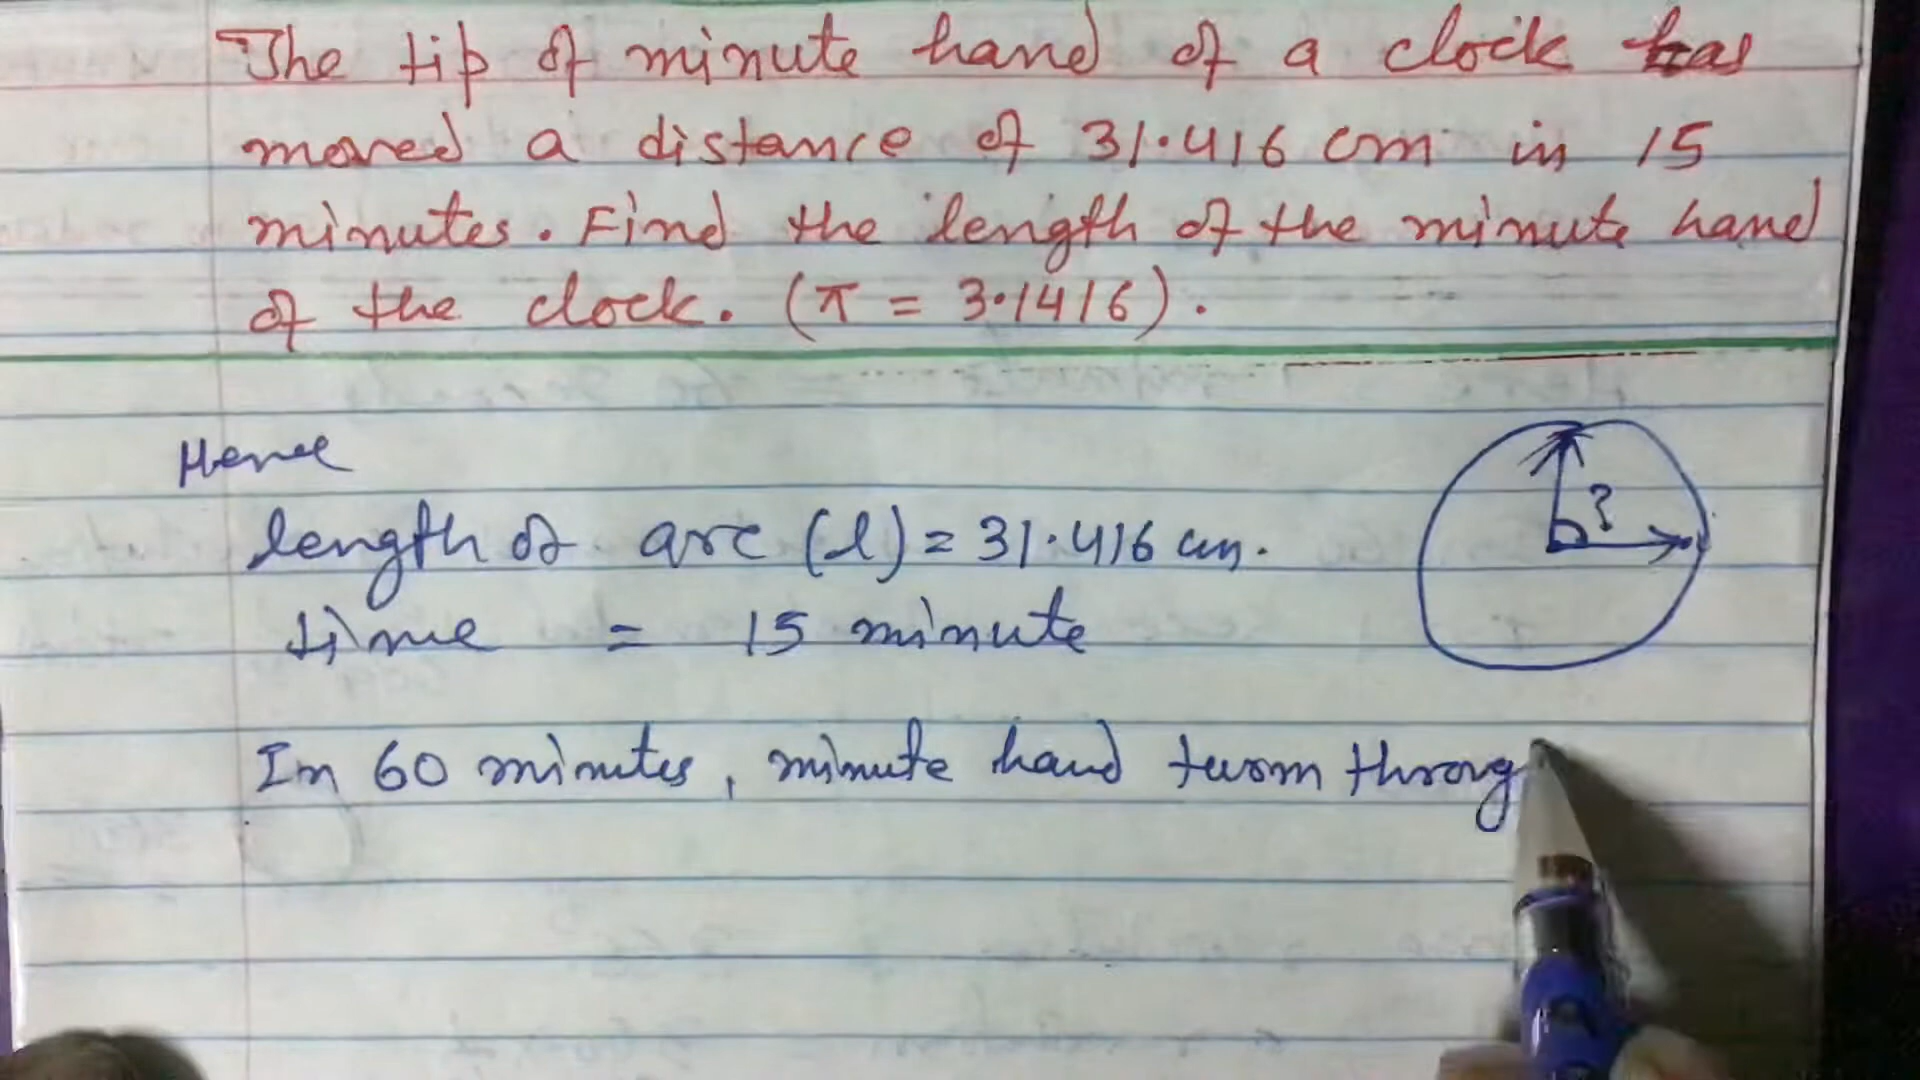 The tip of minute hand of a clock has
moved a distance of 31.416 cm in 15
minutes. Find the length of the minute hand
of the clock. (π = 3.1416).
Hence
length of arc (l) = 31.416 cm.
?
time = 15 minute
In 60 minutes, minute hand turn throug